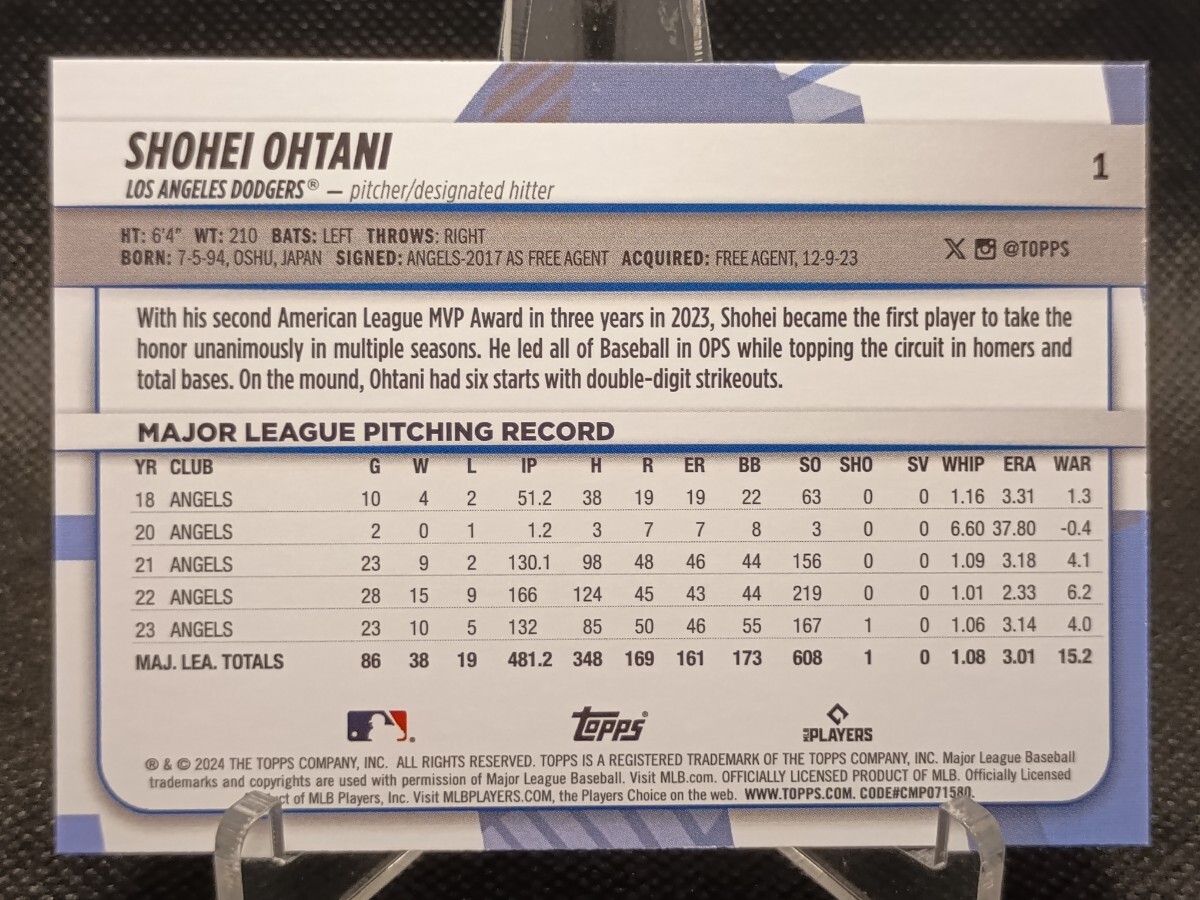 SHOHEI OHTANI
1
LOS ANGELES DODGERS® — pitcher/designated hitter
HT: 6'4" WT: 210 BATS: LEFT THROWS: RIGHT
BORN: 7-5-94, OSHU, JAPAN SIGNED: ANGELS-2017 AS FREE AGENT ACQUIRED: FREE AGENT, 12-9-23
@TOPPS
With his second American League MVP Award in three years in 2023, Shohei became the first player to take the
honor unanimously in multiple seasons. He led all of Baseball in OPS while topping the circuit in homers and
total bases. On the mound, Ohtani had six starts with double-digit strikeouts.
MAJOR LEAGUE PITCHING RECORD
YR CLUB G W L IP H R ER BB SO SHO SV WHIP ERA WAR
18 ANGELS 10 4 2 51.2 38 19 19 22 63 0 0 1.16 3.31 1.3
20 ANGELS 2 0 1 1.2 3 7 7 8 3 0 0 6.60 37.80 -0.4
21 ANGELS 23 9 2 130.1 98 48 46 44 156 0 0 1.09 3.18 4.1
22 ANGELS 28 15 9 166 124 45 43 44 219 0 0 1.01 2.33 6.2
23 ANGELS 23 10 5 132 85 50 46 55 167 1 0 1.06 3.14 4.0
MAJ. LEA. TOTALS 86 38 19 481.2 348 169 161 173 608 1 0 1.08 3.01 15.2
topps®
MLB PLAYERS
® & © 2024 THE TOPPS COMPANY, INC. ALL RIGHTS RESERVED. TOPPS IS A REGISTERED TRADEMARK OF THE TOPPS COMPANY, INC. Major League Baseball
trademarks and copyrights are used with permission of Major League Baseball. Visit MLB.com. OFFICIALLY LICENSED PRODUCT OF MLB. Officially Licensed
of MLB Players, Inc. Visit MLBPLAYERS.COM, the Players Choice on the web. WWW.TOPPS.COM. CODE#CMP071580.